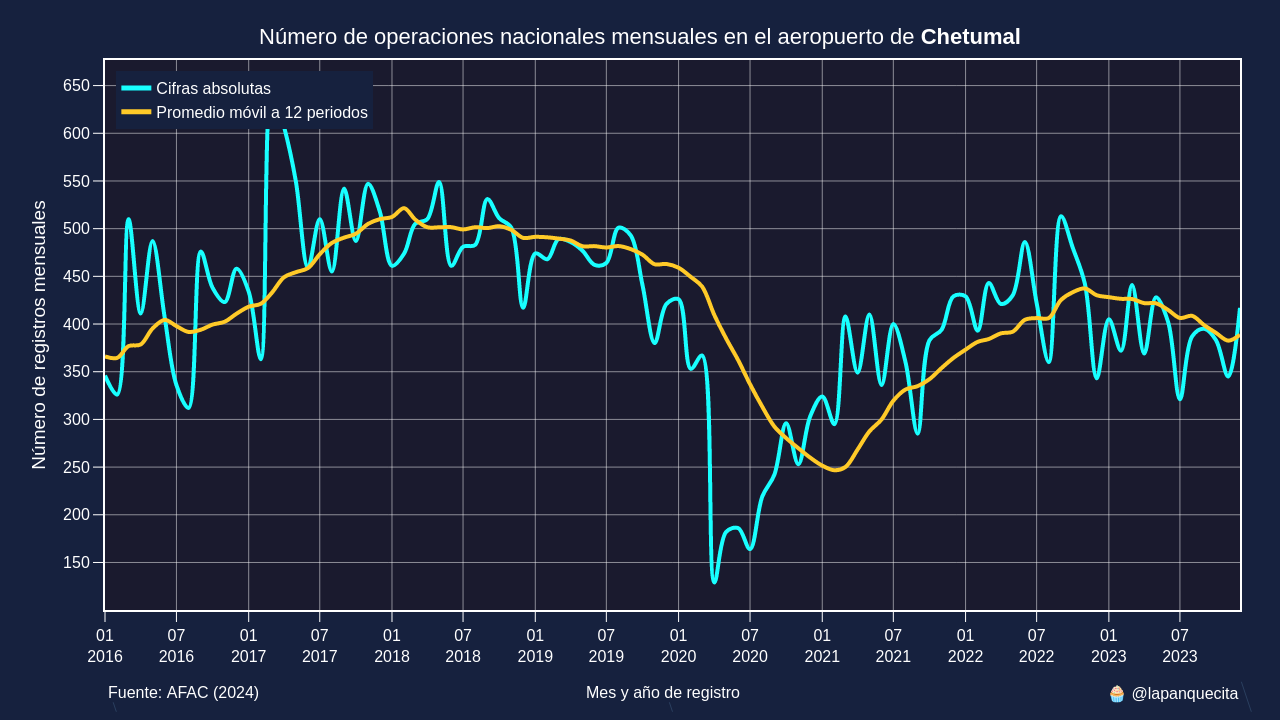 Número de operaciones nacionales mensuales en el aeropuerto de Chetumal
Cifras absolutas
Promedio móvil a 12 periodos
Número de registros mensuales
650
600
550
500
450
400
350
300
250
200
150
01 07 01 07 01 07 01 07 01 07 01 07 01 07 01 07
2016 2016 2017 2017 2018 2018 2019 2019 2020 2020 2021 2021 2022 2022 2023 2023
Fuente: AFAC (2024) Mes y año de registro 🧁 @lapanquecita